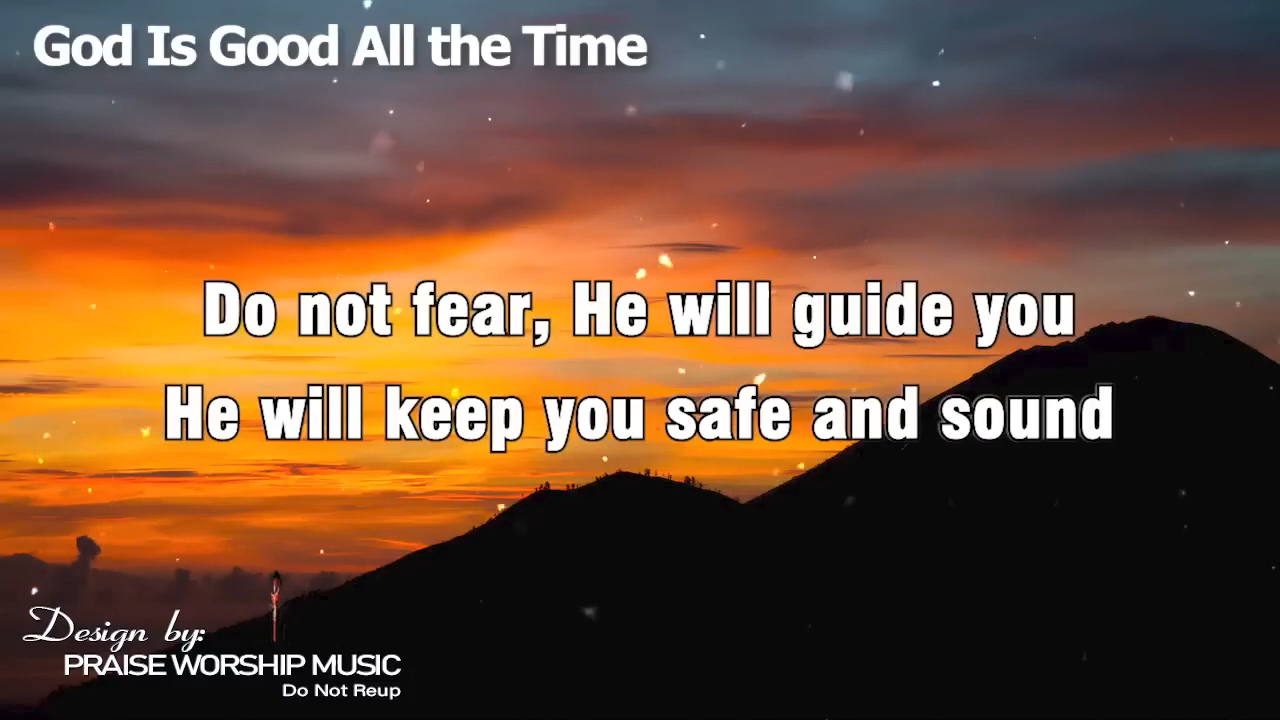 God Is Good All the Time
Do not fear, He will guide you
He will keep you safe and sound
Design by:
PRAISE WORSHIP MUSIC
Do Not Reup